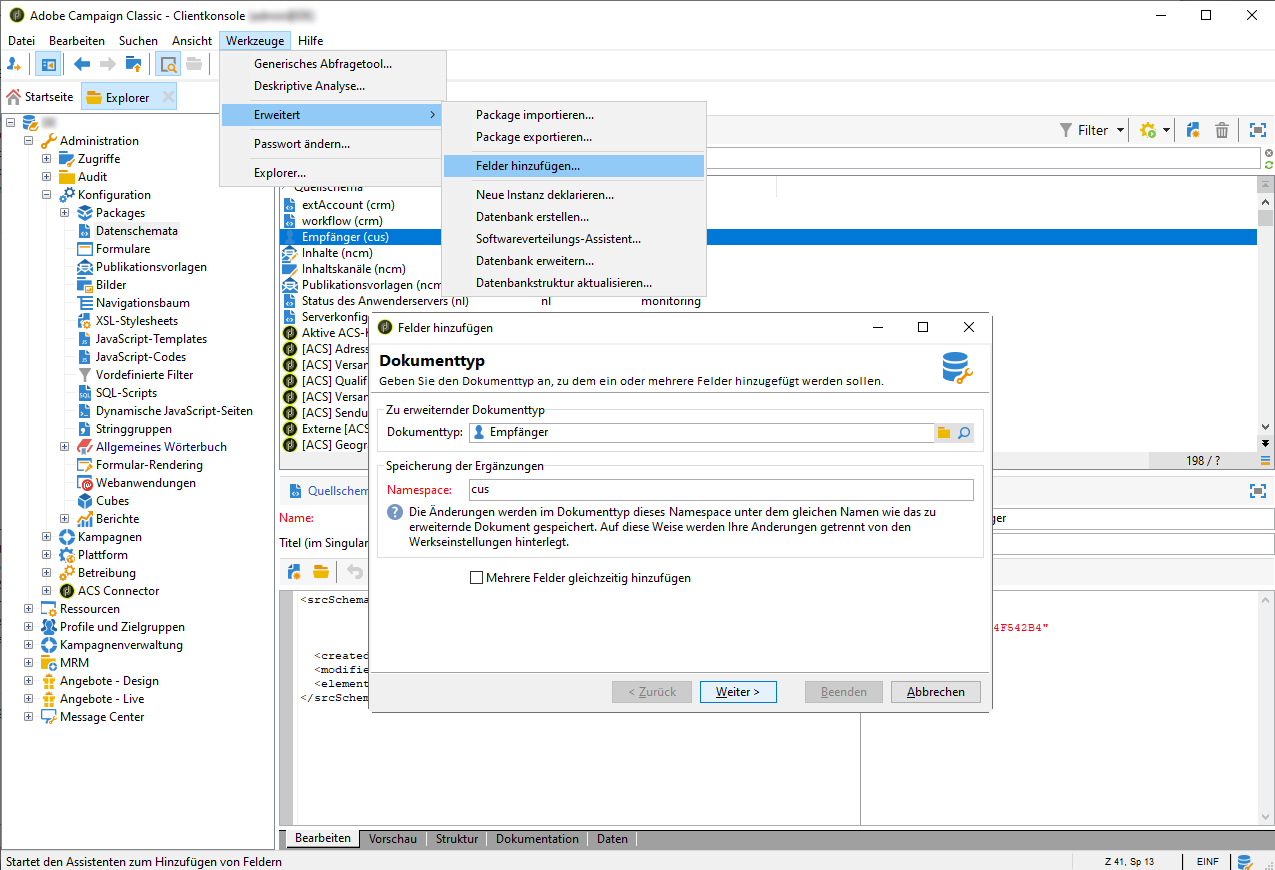 Adobe Campaign Classic - Clientkonsole
Datei Bearbeiten Suchen Ansicht Werkzeuge Hilfe
Generisches Abfragetool...
Deskriptive Analyse...
Erweitert
Passwort ändern...
Explorer...
Package importieren...
Package exportieren...
Felder hinzufügen...
Neue Instanz deklarieren...
Datenbank erstellen...
Softwareverteilungs-Assistent...
Datenbank erweitern...
Datenbankstruktur aktualisieren...
Startseite Explorer
Filter
Administration
Zugriffe
Audit
Konfiguration
Packages
Datenschemata
Formulare
Publikationsvorlagen
Bilder
Navigationsbaum
XSL-Stylesheets
JavaScript-Templates
JavaScript-Codes
Vordefinierte Filter
SQL-Scripts
Dynamische JavaScript-Seiten
Stringgruppen
Allgemeines Wörterbuch
Formular-Rendering
Webanwendungen
Cubes
Berichte
Kampagnen
Plattform
Betreibung
ACS Connector
Ressourcen
Profile und Zielgruppen
Kampagnenverwaltung
MRM
Angebote - Design
Angebote - Live
Message Center
Quellschema
extAccount (crm)
workflow (crm)
Empfänger (cus)
Inhalte (ncm)
Inhaltskanäle (ncm)
Publikationsvorlagen (ncm
Status des Anwenderservers (nl) nl monitoring
Serverkonfig
Aktive ACS-
[ACS] Adress
[ACS] Versan
[ACS] Qualif
[ACS] Versan
[ACS] Sendu
Externe [ACS
[ACS] Geogr
198 / ?
Quellschem
Name:
ger
Titel (im Singular
<srcSchema
4F542B4"
<created
<modifie
<element
</srcSchem
Felder hinzufügen
Dokumenttyp
Geben Sie den Dokumenttyp an, zu dem ein oder mehrere Felder hinzugefügt werden sollen.
Zu erweiternder Dokumenttyp
Dokumenttyp: Empfänger
Speicherung der Ergänzungen
Namespace: cus
Die Änderungen werden im Dokumenttyp dieses Namespace unter dem gleichen Namen wie das zu
erweiternde Dokument gespeichert. Auf diese Weise werden Ihre Anderungen getrennt von den
Werkseinstellungen hinterlegt.
Mehrere Felder gleichzeitig hinzufügen
< Zurück Weiter > Beenden Abbrechen
Bearbeiten Vorschau Struktur Dokumentation Daten
Startet den Assistenten zum Hinzufügen von Feldern
Z 41, Sp 13 EINF